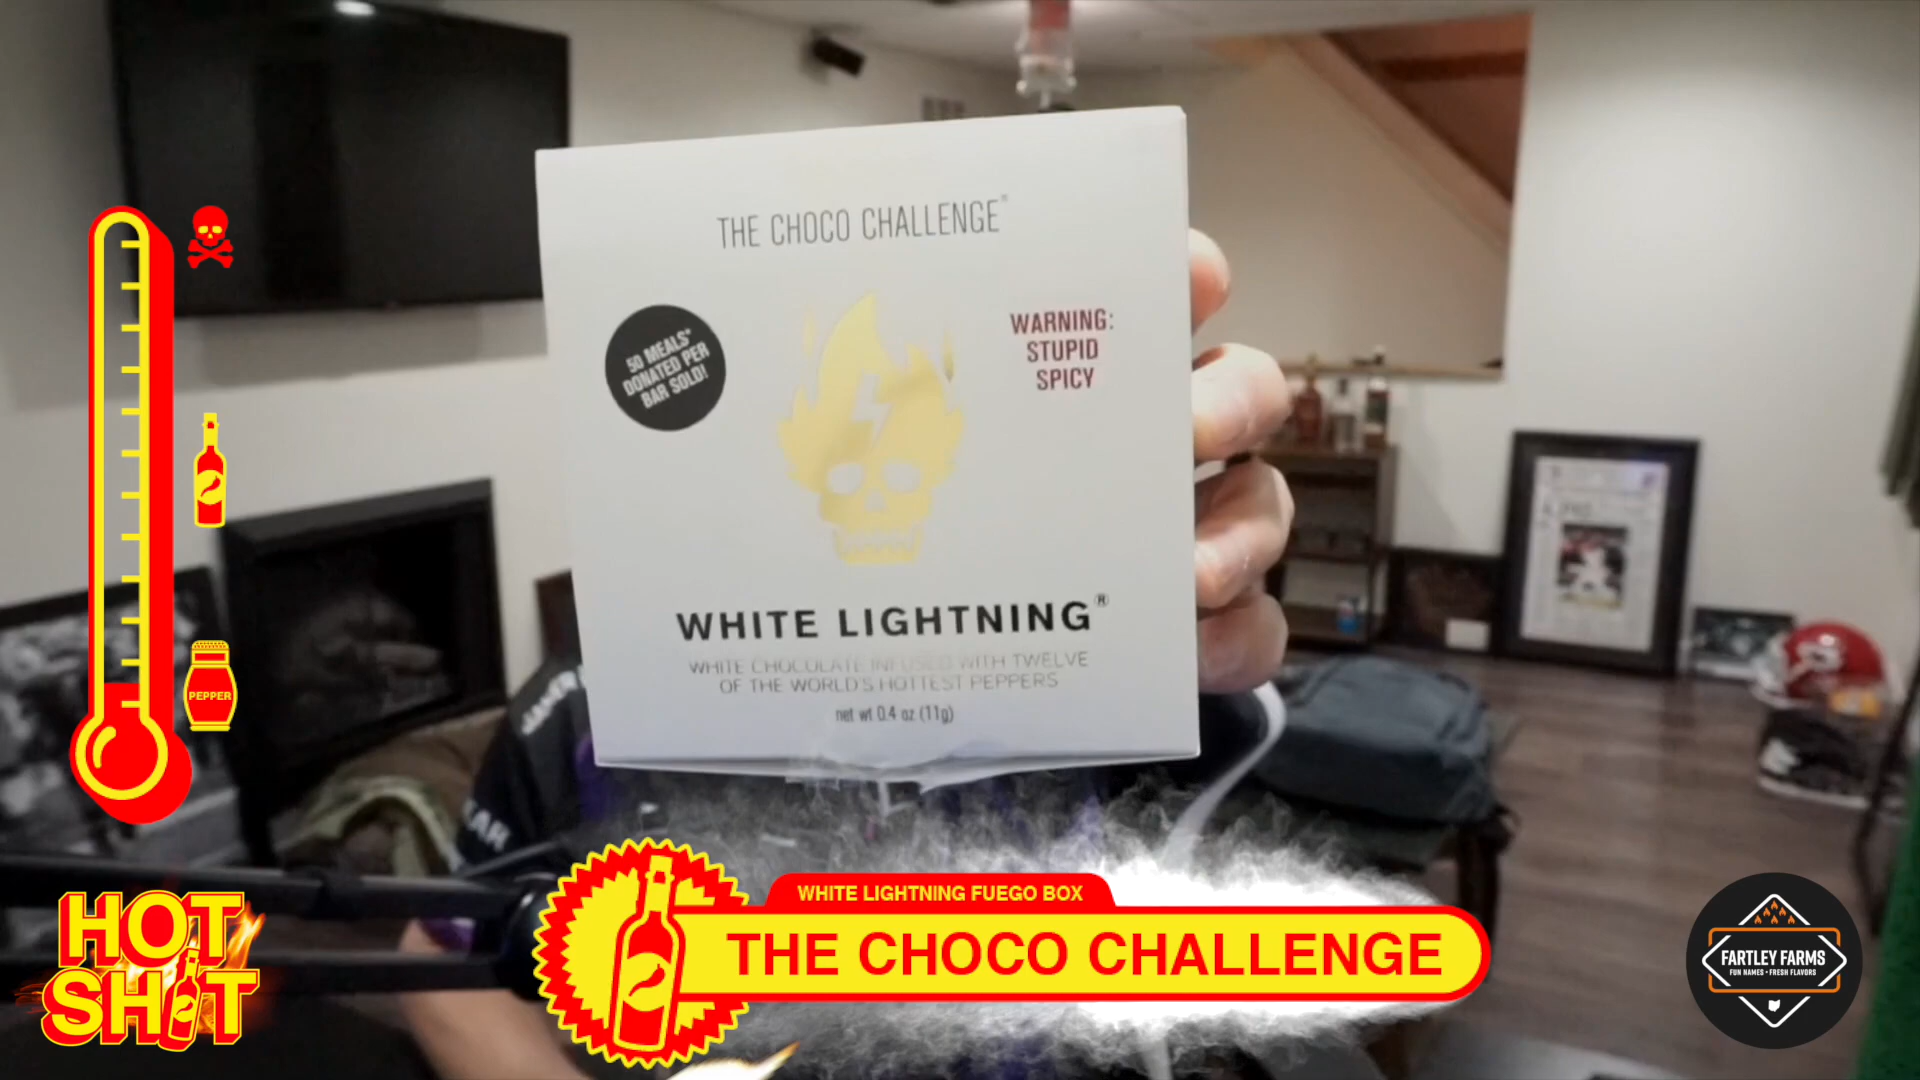 THE CHOCO CHALLENGE®
50 MEALS*
DONATED PER
BAR SOLD!
WARNING:
STUPID
SPICY
WHITE LIGHTNING®
WHITE CHOCOLATE INFUSED WITH TWELVE
OF THE WORLD'S HOTTEST PEPPERS
net wt 0.4 oz (11g)
PEPPER
WHITE LIGHTNING FUEGO BOX
THE CHOCO CHALLENGE
HOT
SHOT
FARTLEY FARMS
FUN NAMES • FRESH FLAVORS